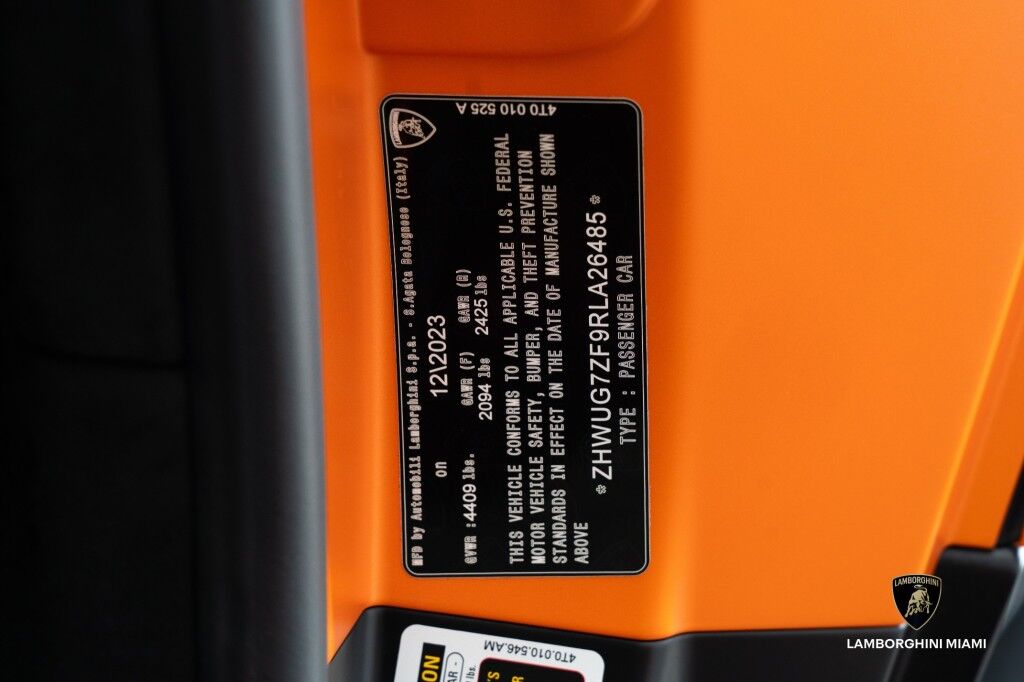 4T0 010 525 A
MFD by Automobili Lamborghini S.p.a. - S.Agata Bolognese (Italy)
on 12\2023
GVWR : 4409 lbs. GAWR (F) 2094 lbs GAWR (R) 2425 lbs
THIS VEHICLE CONFORMS TO ALL APPLICABLE U.S. FEDERAL
MOTOR VEHICLE SAFETY, BUMPER, AND THEFT PREVENTION
STANDARDS IN EFFECT ON THE DATE OF MANUFACTURE SHOWN
ABOVE
* ZHWUG7ZF9RLA26485 *
TYPE : PASSENGER CAR
4T0.010.546.AM
LAMBORGHINI
LAMBORGHINI MIAMI